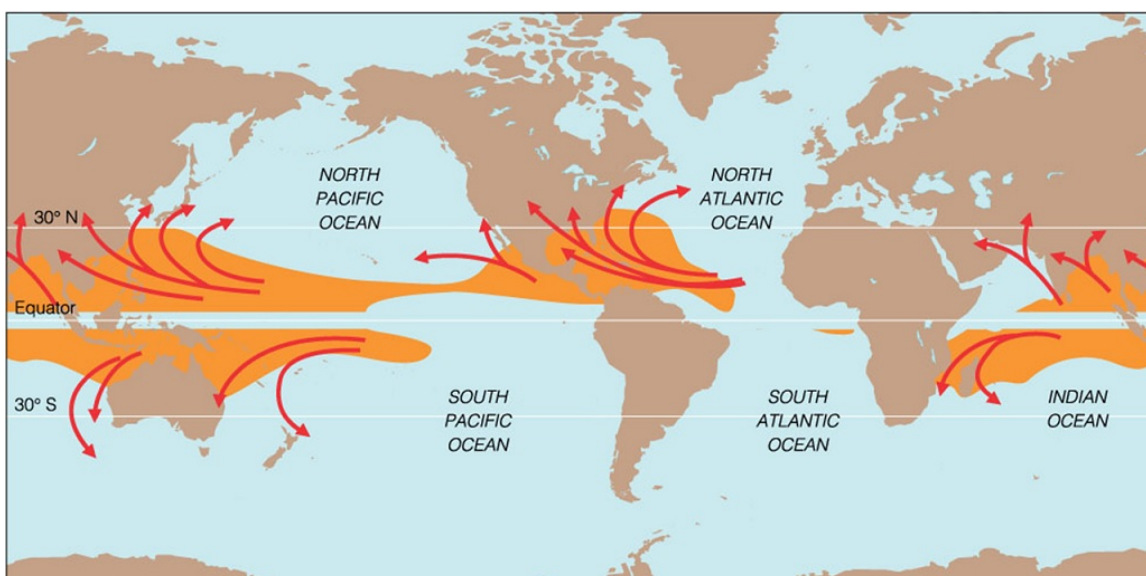 NORTH
PACIFIC
OCEAN
NORTH
ATLANTIC
OCEAN
30° N
Equator
30° S
SOUTH
PACIFIC
OCEAN
SOUTH
ATLANTIC
OCEAN
INDIAN
OCEAN